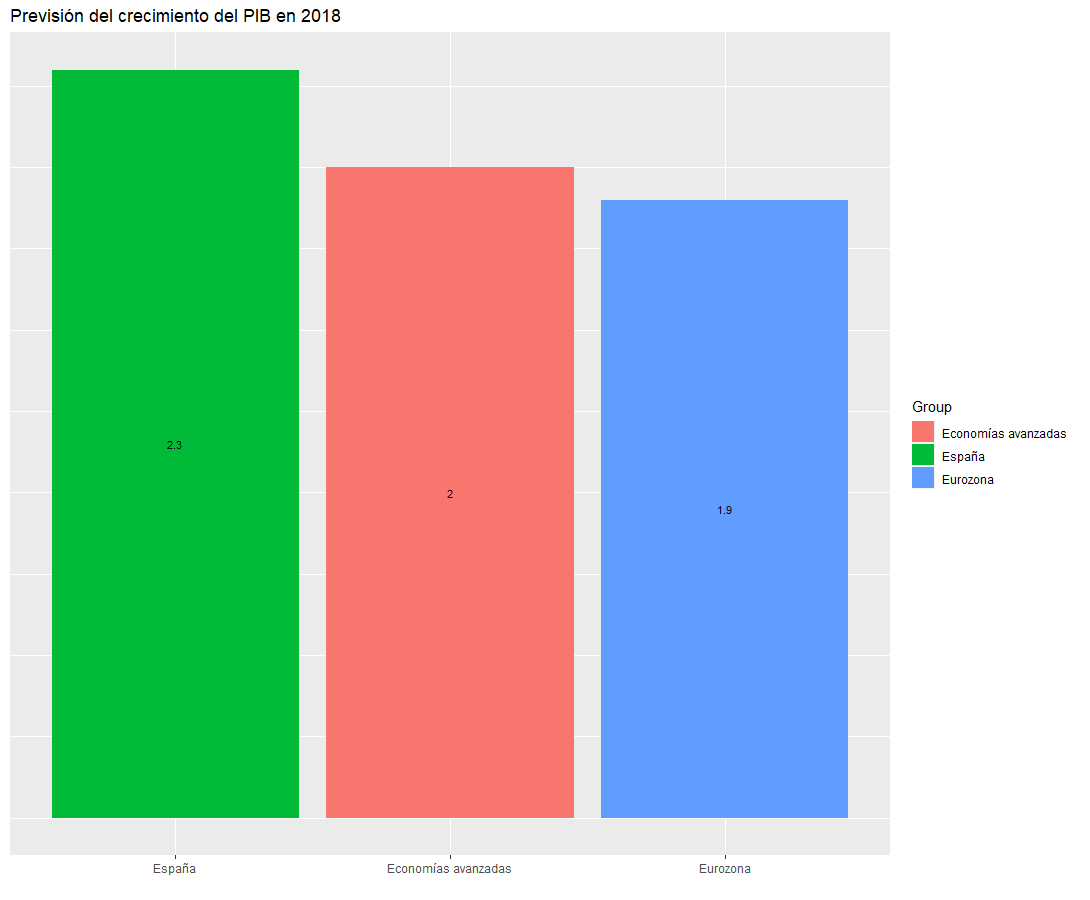 Previsión del crecimiento del PIB en 2018
2.3
2
1.9
España
Economías avanzadas
Eurozona
Group
Economías avanzadas
España
Eurozona